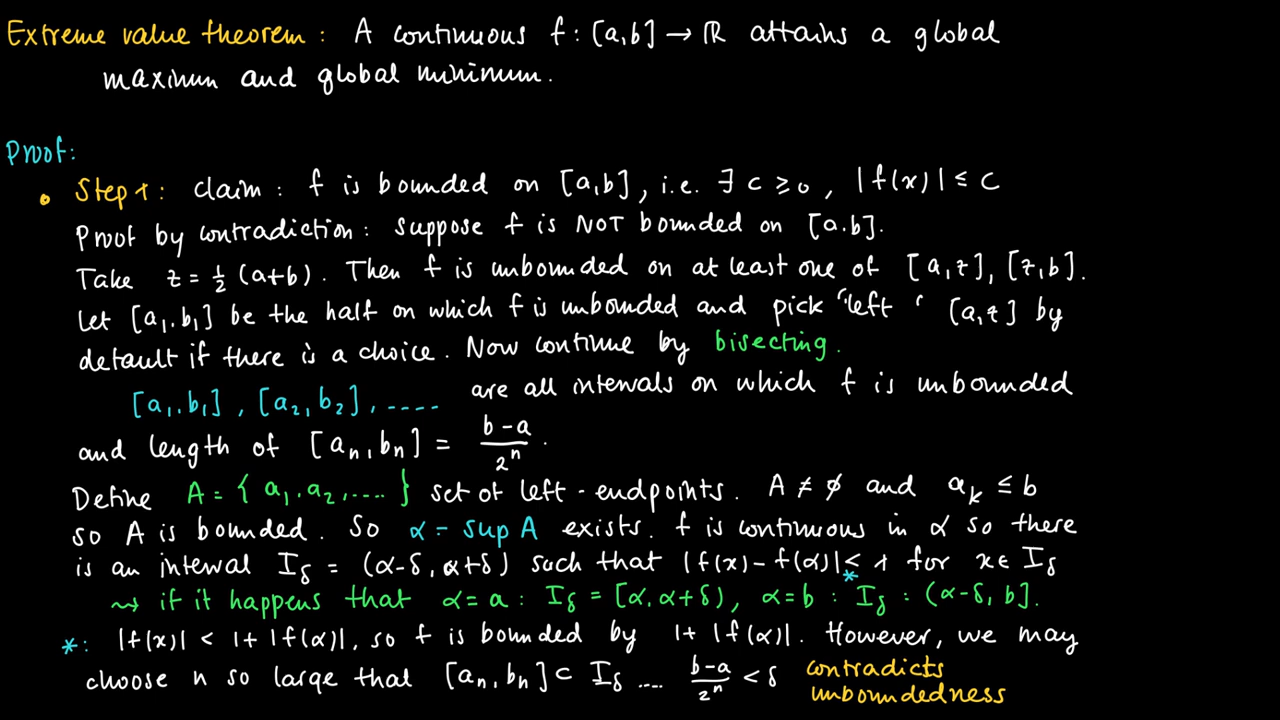 Extreme value theorem : A continuous f : [a,b] → ℝ attains a global
maximum and global minimum.
Proof:
• Step 1 : claim : f is bounded on [a,b], i.e. ∃ c ≥ 0, |f(x)| ≤ c
Proof by contradiction : suppose f is NOT bounded on [a.b].
Take z = ½ (a+b). Then f is unbounded on at least one of [a,z], [z,b].
Let [a₁.b₁] be the half on which f is unbounded and pick "left" [a,z] by
default if there is a choice. Now continue by bisecting.
[a₁.b₁], [a₂,b₂], .... are all intervals on which f is unbounded
and length of [aₙ,bₙ] = (b-a)/2ⁿ.
Define A = { a₁.a₂,.... } set of left-endpoints. A ≠ ∅ and aₖ ≤ b
so A is bounded. So α = sup A exists. f is continuous in α so there
is an interval I_δ = (α-δ, α+δ) such that |f(x) - f(α)| < 1 for x ∈ I_δ
*
⇝ if it happens that α = a : I_δ = [α, α+δ), α = b : I_δ : (α-δ, b].
*: |f(x)| < 1+ |f(α)|, so f is bounded by 1+ |f(α)|. However, we may
choose n so large that [aₙ,bₙ] ⊂ I_δ .... (b-a)/2ⁿ < δ contradicts
unboundedness